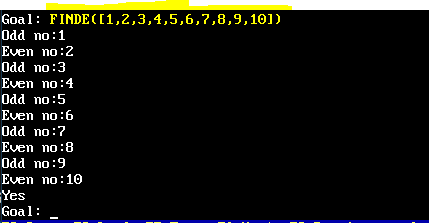 Goal: FINDE([1,2,3,4,5,6,7,8,9,10])
Odd no:1
Even no:2
Odd no:3
Even no:4
Odd no:5
Even no:6
Odd no:7
Even no:8
Odd no:9
Even no:10
Yes
Goal: _